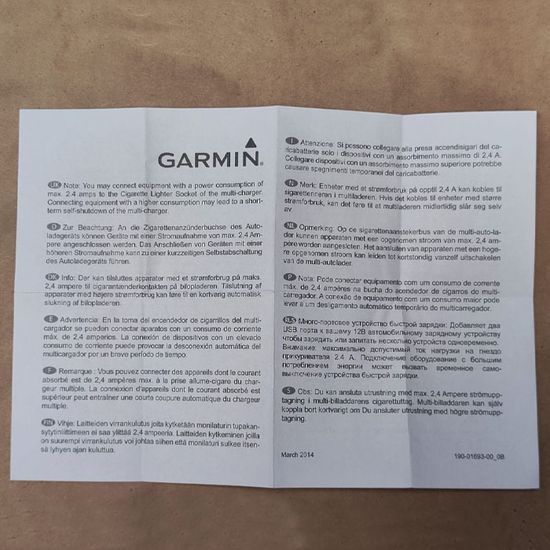 GARMIN
UK Note: You may connect equipment with a power consumption of
max. 2,4 amps to the Cigarette Lighter Socket of the multi-charger.
Connecting equipment with a higher consumption may lead to a short-
term self-shutdown of the multi-charger.
D Zur Beachtung: An die Zigarettenanzünderbuchse des Auto-
ladegeräts können Geräte mit einer Stromaufnahme von max. 2,4 Am-
pere angeschlossen werden. Das Anschließen von Geräten mit einer
höheren Stromaufnahme kann zu einer kurzzeitigen Selbstabschaltung
des Autoladegeräts führen.
DK Info: Der kan tilsluttes apparater med et strømforbrug på maks.
2,4 ampere til cigarantænderkontakten på bilopladeren. Tilslutning af
apparater med højere strømforbrug kan føre til en kortvarig automatisk
slukning af bilopladeren.
E Advertencia: En la toma del encendedor de cigarrillos del multi-
cargador se pueden conectar aparatos con un consumo de corriente
máx. de 2,4 amperios. La conexión de dispositivos con un elevado
consumo de corriente puede provocar la desconexión automática del
multicargador por un breve período de tiempo.
F Remarque : Vous pouvez connecter des appareils dont le courant
absorbé est de 2,4 ampères max. à la prise allume-cigare du char-
geur multiple. La connexion d'appareils dont le courant absorbé est
supérieur peut entraîner une coupure automatique du chargeur
multiple.
FIN Vihje: Laitteiden virrankulutus joita kytketään monilaturin tupakan-
sytytinliittimeen ei saa ylittää 2,4 ampeeria. Laitteiden kytkeminen joilla
on suurempi virrankulutus voi johtaa siihen että monilaturi sulkee itsen-
sä lyhyen ajan kuluttua.
I Attenzione: Si possono collegare alla presa accendisigari del ca-
ricabatterie solo i dispositivi con un assorbimento massimo di 2,4 A.
Collegare dispositivi con un assorbimento massimo superiore potrebbe
causare spegnimenti temporanei del caricabatterie.
N Merk: Enheter med et strømforbruk på opptil 2,4 A kan kobles til
sigarettenneren i multiladeren. Hvis det kobles til enheter med større
strømforbruk, kan det føre til at multiladeren midlertidig slår seg selv
av.
NL Opmerking: Op de sigarettenaanstekerbus van de multi-auto-la-
der kunnen apparaten met een opgenomen stroom van max. 2,4 am-
pere worden aangesloten. Het aansluiten van apparaten met een hoge-
re opgenomen stroom kan leiden tot kortstondig vanzelf uitschakelen
van de multi-autolader.
P Nota: Pode conectar equipamento com um consumo de corrente
máx. de 2,4 ampères na bucha do acendedor de cigarros do multi-
carregador. A conexão de equipamento com um consumo maior pode
levar a um desligamento automático temporário do multicarregador.
RUS Много-портовое устройство быстрой зарядки: Добавляет два
USB порта к вашему 12В автомобильному зарядному устройству
чтобы зарядить или запитать несколько устройств одновременно.
Внимание: максимально допустимый ток нагрузки на гнездо
прикуривателя 2.4 А. Подключение оборудования с большим
потреблением энергии может вызвать временное само-
выключение устройства быстрой зарядки.
S Obs: Du kan ansluta utrustning med max. 2,4 Ampere strömupp-
tagning i multi-billaddarens cigarettuttag. Multi-billaddaren kan själv
koppla bort kortvarigt om Du ansluter utrustning med högre strömupp-
tagning.
March 2014
190-01693-00_0B